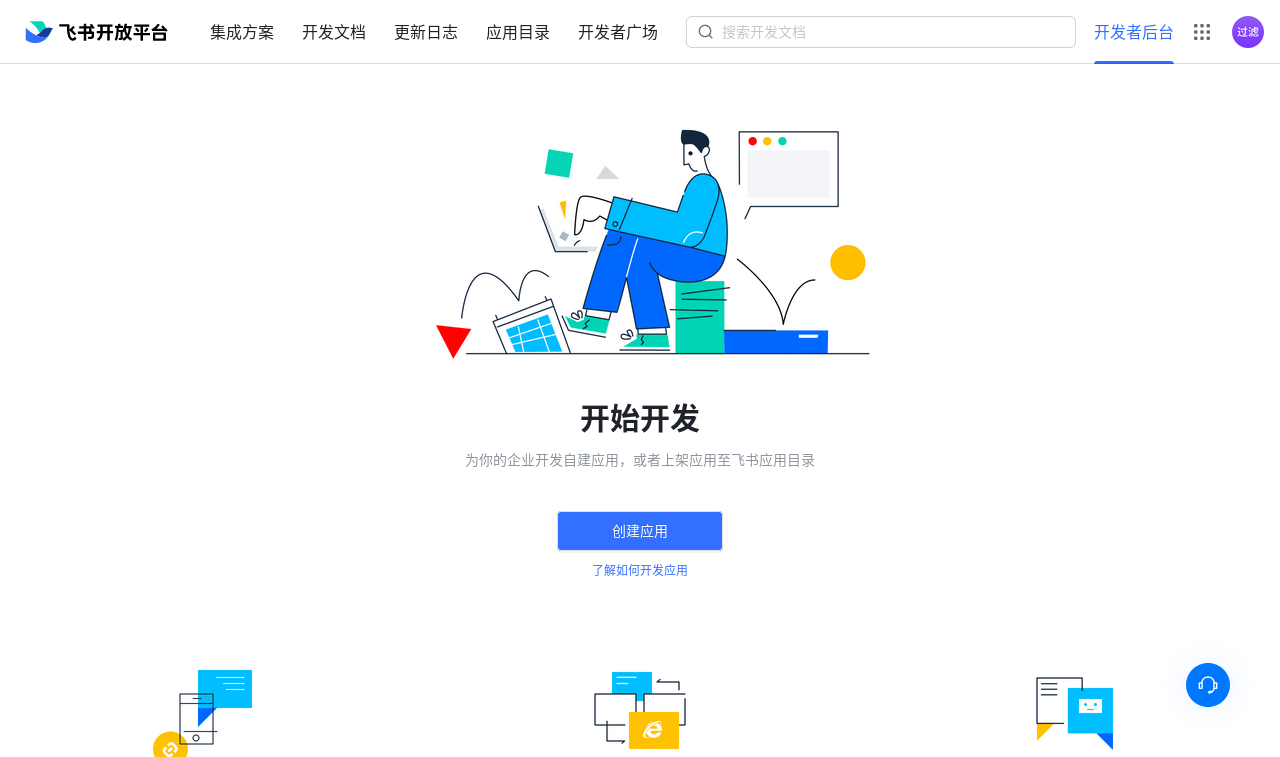 飞书开放平台 集成方案 开发文档 更新日志 应用目录 开发者广场 搜索开发文档 开发者后台 过滤
开始开发
为你的企业开发自建应用，或者上架应用至飞书应用目录
创建应用
了解如何开发应用